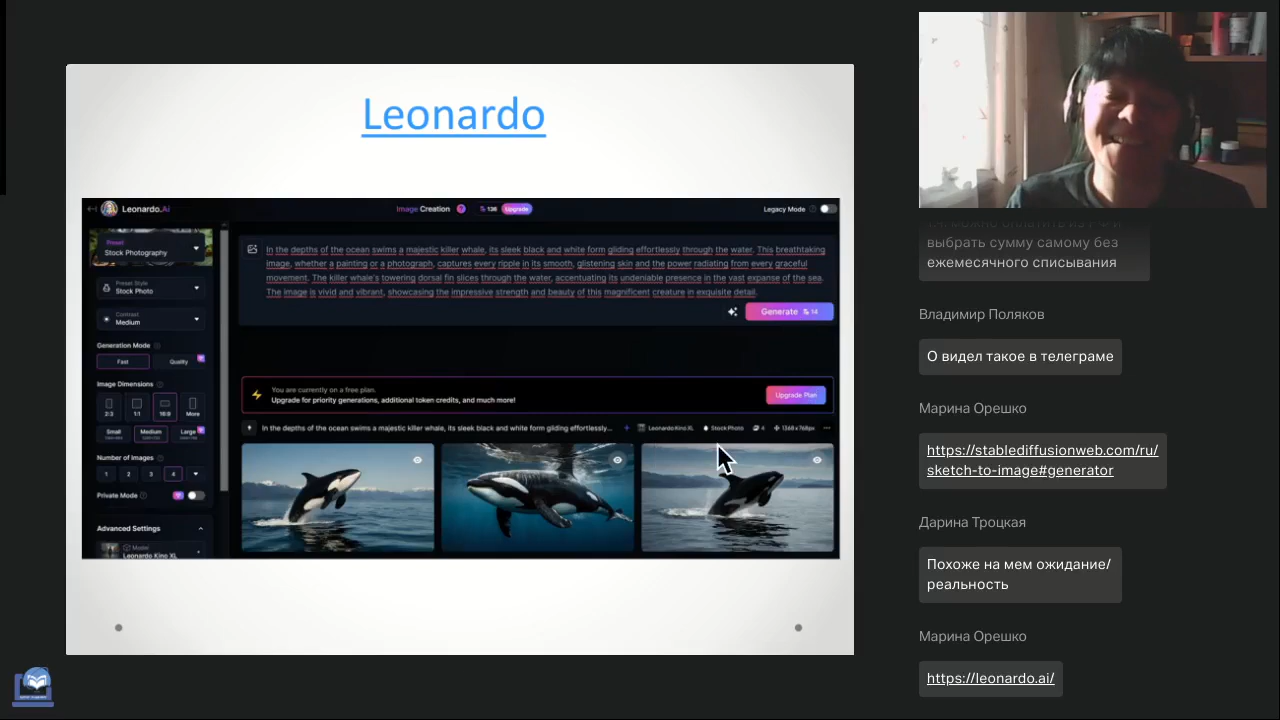 Leonardo
Leonardo.Ai
Image Creation
136
Upgrade
Legacy Mode
Preset
Stock Photography
Preset Style
Stock Photo
Contrast
Medium
Generation Mode
Fast
Quality
Image Dimensions
2:3
1:1
16:9
More
Small
Medium
Large
Number of Images
1
2
3
4
Private Mode
Advanced Settings
Model
Leonardo Kino XL
In the depths of the ocean swims a majestic killer whale, its sleek black and white form gliding effortlessly through the water. This breathtaking
image, whether a painting or a photograph, captures every ripple in its smooth, glistening skin and the power radiating from every graceful
movement. The killer whale's towering dorsal fin slices through the water, accentuating its undeniable presence in the vast expanse of the sea.
The image is vivid and vibrant, showcasing the impressive strength and beauty of this magnificent creature in exquisite detail.
Generate
14
You are currently on a free plan.
Upgrade for priority generations, additional token credits, and much more!
Upgrade Plan
In the depths of the ocean swims a majestic killer whale, its sleek black and white form gliding effortlessly...
Leonardo Kino XL
Stock Photo
4
1368x768px
выбрать сумму самому без
ежемесячного списывания
Владимир Поляков
О видел такое в телеграме
Марина Орешко
https://stablediffusionweb.com/ru/
sketch-to-image#generator
Дарина Троцкая
Похоже на мем ожидание/
реальность
Марина Орешко
https://leonardo.ai/